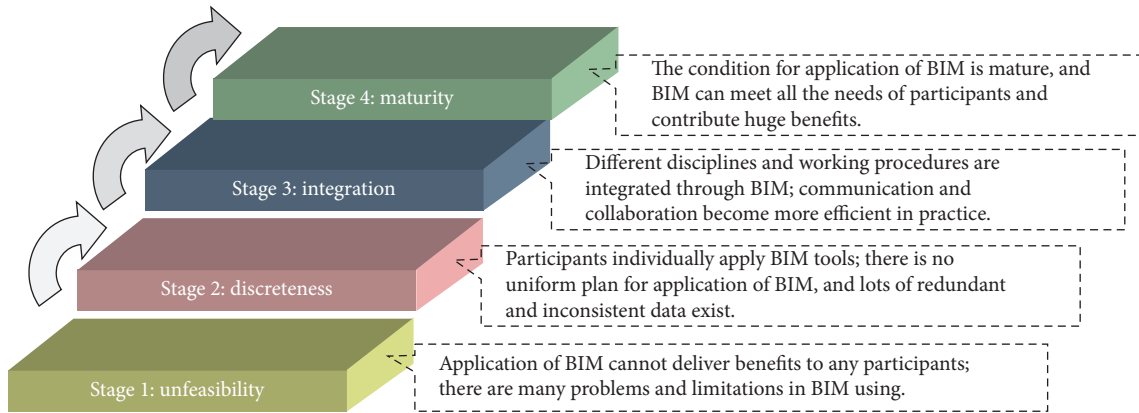 Stage 4: maturity
The condition for application of BIM is mature, and
BIM can meet all the needs of participants and
contribute huge benefits.
Stage 3: integration
Different disciplines and working procedures are
integrated through BIM; communication and
collaboration become more efficient in practice.
Stage 2: discreteness
Participants individually apply BIM tools; there is no
uniform plan for application of BIM, and lots of redundant
and inconsistent data exist.
Stage 1: unfeasibility
Application of BIM cannot deliver benefits to any participants;
there are many problems and limitations in BIM using.